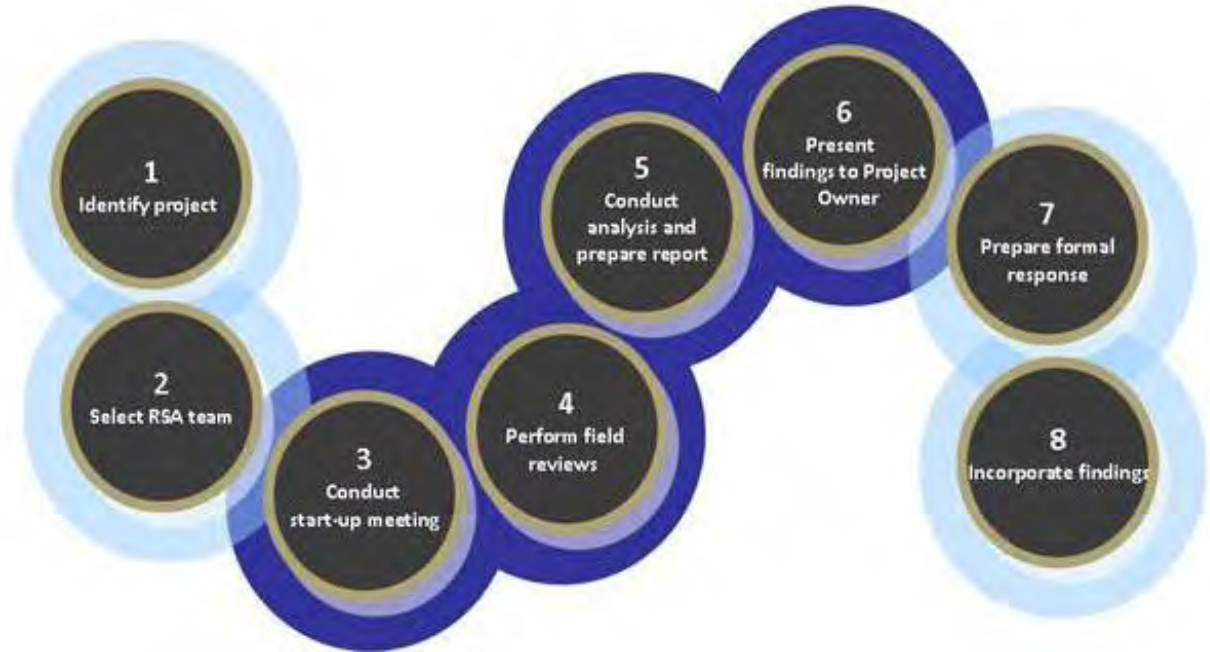 1
Identify project
2
Select RSA team
3
Conduct
start-up meeting
4
Perform field
reviews
5
Conduct
analysis and
prepare report
6
Present
findings to Project
Owner
7
Prepare formal
response
8
Incorporate findings